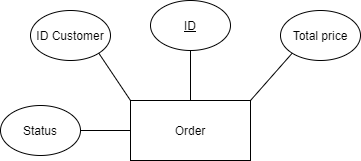 ID
ID Customer
Total price
Status
Order